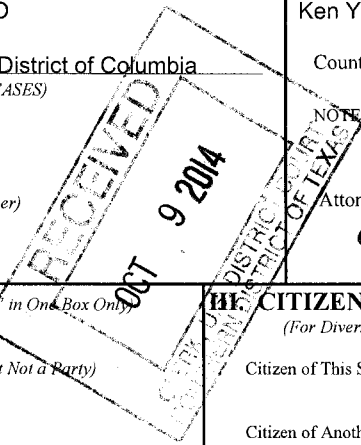 Ken Y
District of Columbia
Count
CASES)
NOTE
er)
Attor
RECEIVED
OCT 9 2014
DISTRICT COURT
DISTRICT OF TEXAS
in One Box Only)
III. CITIZEN
(For Diver
t Not a Party)
Citizen of This S
Citizen of Anoth